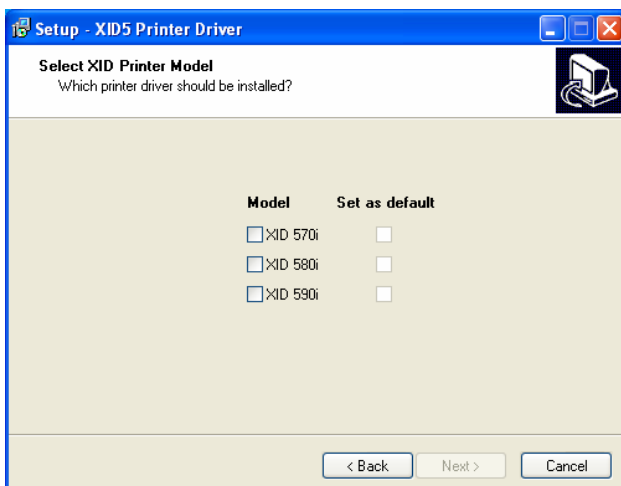 Setup - XID5 Printer Driver
Select XID Printer Model
Which printer driver should be installed?
Model Set as default
XID 570i
XID 580i
XID 590i
< Back Next > Cancel